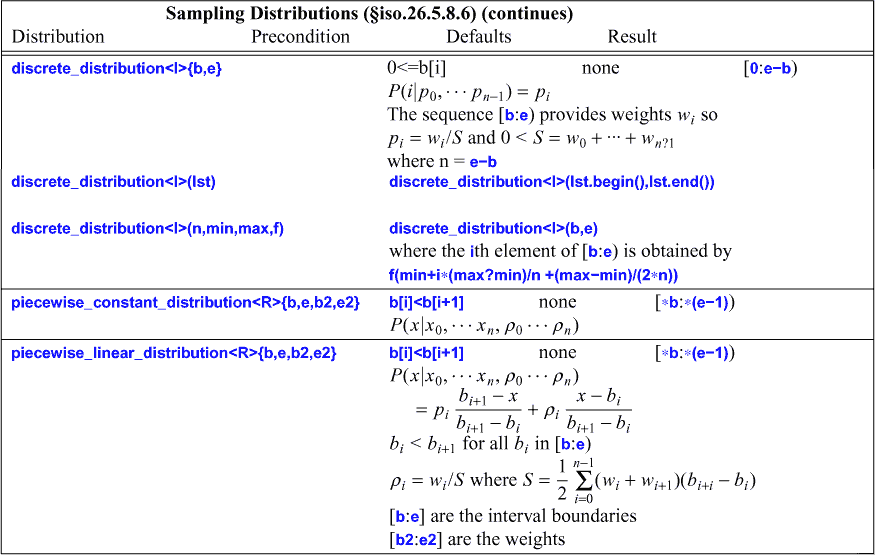 Sampling Distributions (§iso.26.5.8.6) (continues)
Distribution Precondition Defaults Result
discrete_distribution<I>{b,e} 0<=b[i] none [0:e−b)
P(i|p₀, ⋯ pₙ₋₁) = pᵢ
The sequence [b:e) provides weights wᵢ so
pᵢ = wᵢ/S and 0 < S = w₀ + ⋯ + wₙ?₁
where n = e−b
discrete_distribution<I>(lst) discrete_distribution<I>(lst.begin(),lst.end())
discrete_distribution<I>(n,min,max,f) discrete_distribution<I>(b,e)
where the ith element of [b:e) is obtained by
f(min+i*(max?min)/n +(max−min)/(2*n))
piecewise_constant_distribution<R>{b,e,b2,e2} b[i]<b[i+1] none [*b:*(e−1))
P(x|x₀, ⋯ xₙ, ρ₀ ⋯ ρₙ)
piecewise_linear_distribution<R>{b,e,b2,e2} b[i]<b[i+1] none [*b:*(e−1))
P(x|x₀, ⋯ xₙ, ρ₀ ⋯ ρₙ)
= pᵢ (bᵢ₊₁ − x)/(bᵢ₊₁ − bᵢ) + ρᵢ (x − bᵢ)/(bᵢ₊₁ − bᵢ)
bᵢ < bᵢ₊₁ for all bᵢ in [b:e)
ρᵢ = wᵢ/S where S = 1/2 ∑ i=0 n−1 (wᵢ + wᵢ₊₁)(bᵢ₊ᵢ − bᵢ)
[b:e] are the interval boundaries
[b2:e2] are the weights